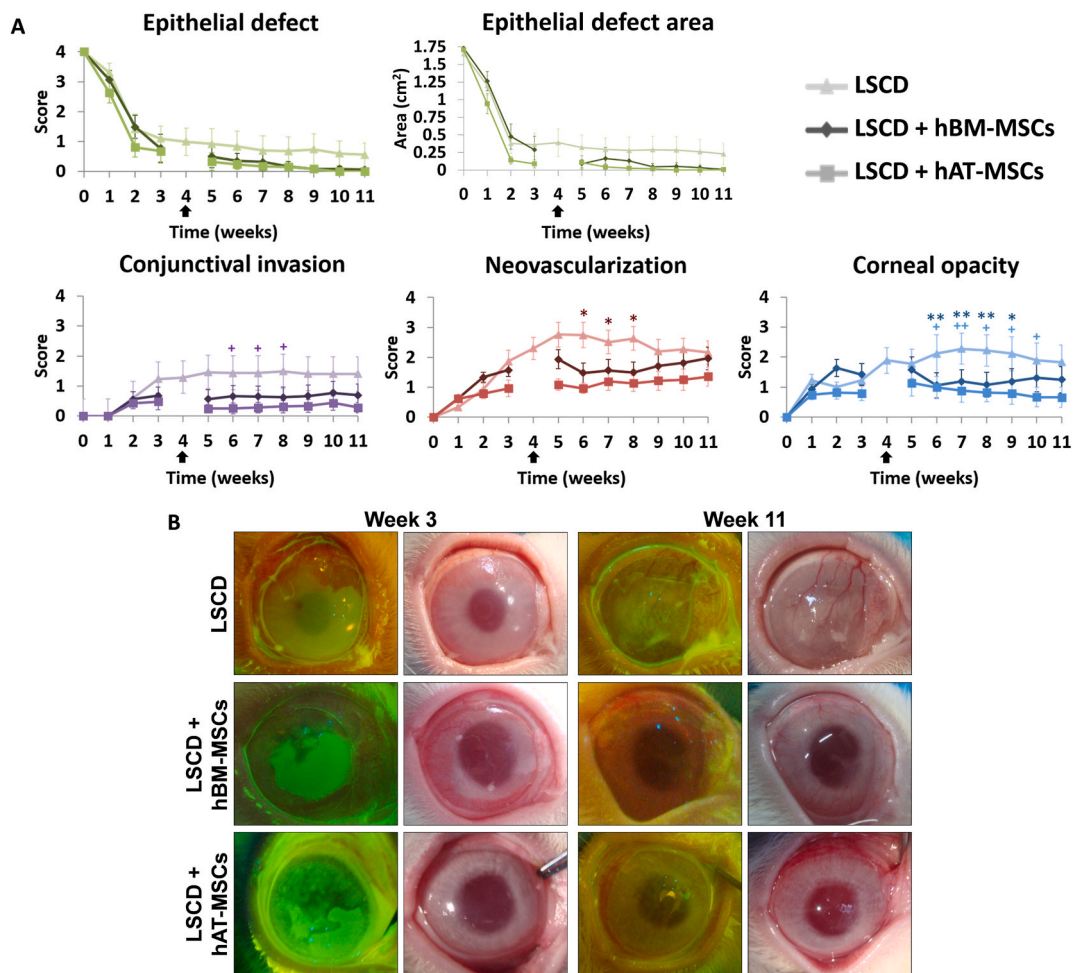 A
Epithelial defect
Epithelial defect area
4
3
2
1
0
Score
0 1 2 3 4 5 6 7 8 9 10 11
Time (weeks)
1.75
1.5
1.25
1
0.75
0.5
0.25
0
Area (cm²)
0 1 2 3 4 5 6 7 8 9 10 11
Time (weeks)
LSCD
LSCD + hBM-MSCs
LSCD + hAT-MSCs
Conjunctival invasion
Neovascularization
Corneal opacity
4
3
2
1
0
Score
+ + +
0 1 2 3 4 5 6 7 8 9 10 11
Time (weeks)
4
3
2
1
0
Score
* * *
0 1 2 3 4 5 6 7 8 9 10 11
Time (weeks)
4
3
2
1
0
Score
** ** ** *
+ ++ + + +
0 1 2 3 4 5 6 7 8 9 10 11
Time (weeks)
B
Week 3
Week 11
LSCD
LSCD +
hBM-MSCs
LSCD +
hAT-MSCs